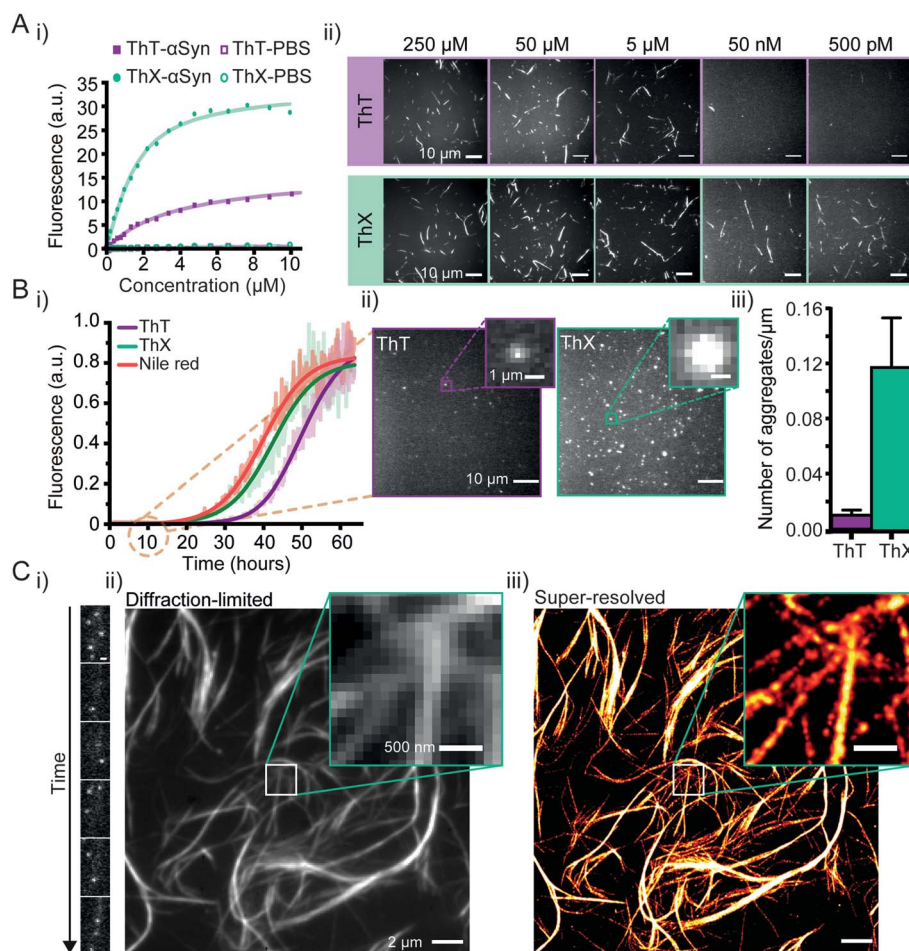 A
i)
ThT-αSyn
ThT-PBS
ThX-αSyn
ThX-PBS
Fluorescence (a.u.)
35
30
25
20
15
10
5
0
0 2 4 6 8 10
Concentration (µM)
ii)
250 µM 50 µM 5 µM 50 nM 500 pM
ThT
10 µm
ThX
10 µm
B
i)
ThT
ThX
Nile red
Fluorescence (a.u.)
1.0
0.8
0.6
0.4
0.2
0
0 10 20 30 40 50 60
Time (hours)
ii)
ThT
1 µm
10 µm
ThX
iii)
Number of aggregates/µm
0.16
0.12
0.08
0.04
0.00
ThT ThX
C
i)
Time
ii)
Diffraction-limited
500 nm
2 µm
iii)
Super-resolved